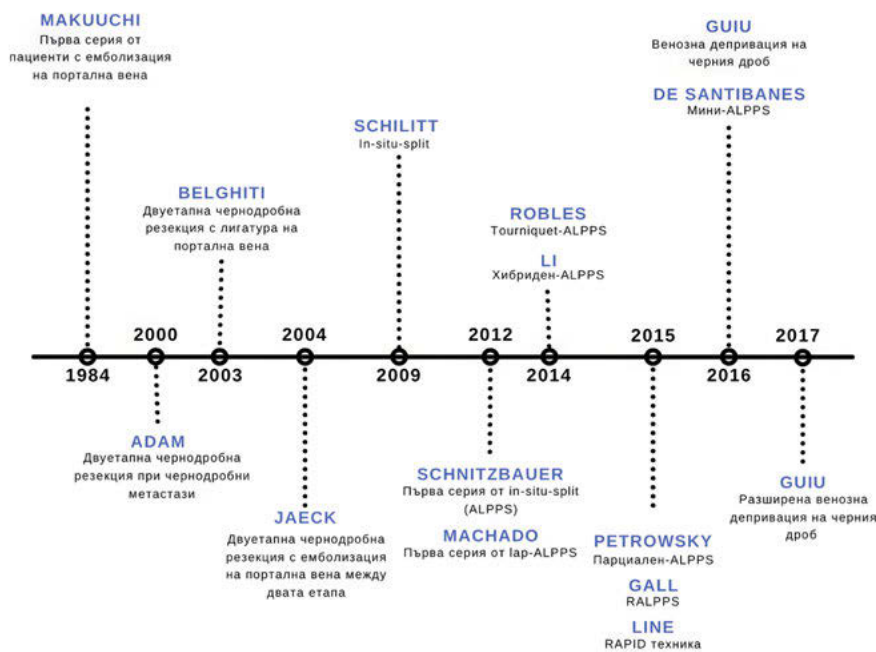 MAKUUCHI
Първа серия от
пациенти с емболизация
на портална вена
1984
2000
ADAM
Двуетапна чернодробна
резекция при чернодробни
метастази
BELGHITI
Двуетапна чернодробна
резекция с лигатура на
портална вена
2003
2004
JAECK
Двуетапна чернодробна
резекция с емболизация
на портална вена между
двата етапа
SCHILITT
In-situ-split
2009
2012
SCHNITZBAUER
Първа серия от in-situ-split
(ALPPS)
MACHADO
Първа серия от lap-ALPPS
ROBLES
Tourniquet-ALPPS
LI
Хибриден-ALPPS
2014
2015
PETROWSKY
Парциален-ALPPS
GALL
RALPPS
LINE
RAPID техника
GUIU
Венозна депривация на
черния дроб
DE SANTIBANES
Мини-ALPPS
2016
2017
GUIU
Разширена венозна
депривация на черния
дроб